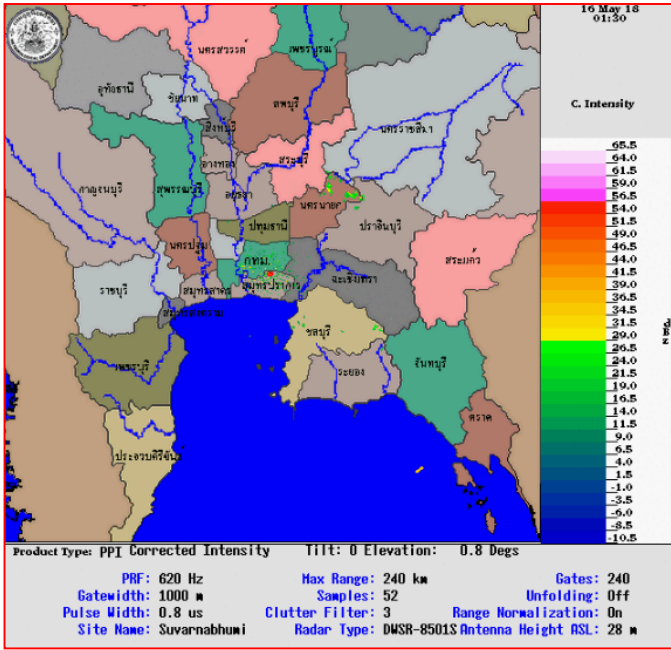 16 May 18
01:30
C. Intensity
65.5
64.0
61.5
59.0
56.5
54.0
51.5
49.0
46.5
44.0
41.5
39.0
36.5
34.0
31.5
29.0
26.5
24.0
21.5
19.0
16.5
14.0
11.5
9.0
6.5
4.0
1.5
-1.0
-3.5
-6.0
-8.5
-10.5
นครสวรรค์
เพชรบูรณ์
อุทัยธานี
ชัยนาท
ลพบุรี
สิงห์บุรี
นครราชสีมา
อ่างทอง
สระบุรี
กาญจนบุรี
สุพรรณบุรี
อยุธยา
นครนายก
ปราจีนบุรี
ปทุมธานี
นครปฐม
กทม.
สระแก้ว
ฉะเชิงเทรา
ราชบุรี
สมุทรสาคร
สมุทรปราการ
สมุทรสงคราม
ชลบุรี
เพชรบุรี
ระยอง
จันทบุรี
ตราด
ประจวบคีรีขันธ์
Product Type: PPI Corrected Intensity Tilt: 0 Elevation: 0.8 Degs
PRF: 620 Hz Max Range: 240 km Gates: 240
Gatewidth: 1000 m Samples: 52 Unfolding: Off
Pulse Width: 0.8 us Clutter Filter: 3 Range Normalization: On
Site Name: Suvarnabhumi Radar Type: DWSR-8501S Antenna Height ASL: 28 m